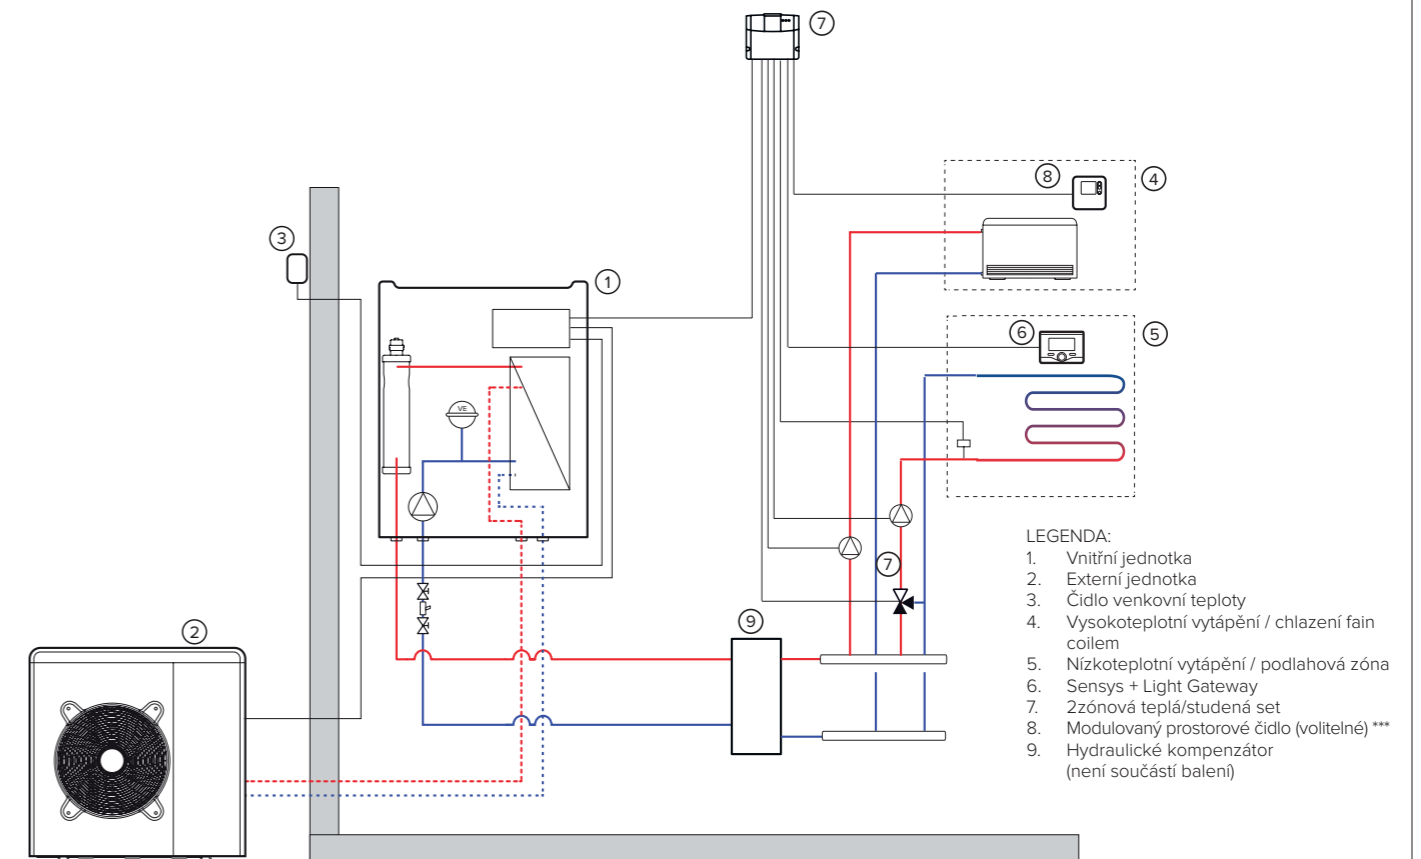 7
8
4
3
1
6
5
VE
7
9
2
LEGENDA:
1. Vnitřní jednotka
2. Externí jednotka
3. Čidlo venkovní teploty
4. Vysokoteplotní vytápění / chlazení fain
coilem
5. Nízkoteplotní vytápění / podlahová zóna
6. Sensys + Light Gateway
7. 2zónová teplá/studená set
8. Modulovaný prostorové čidlo (volitelné) ***
9. Hydraulické kompenzátor
(není součástí balení)